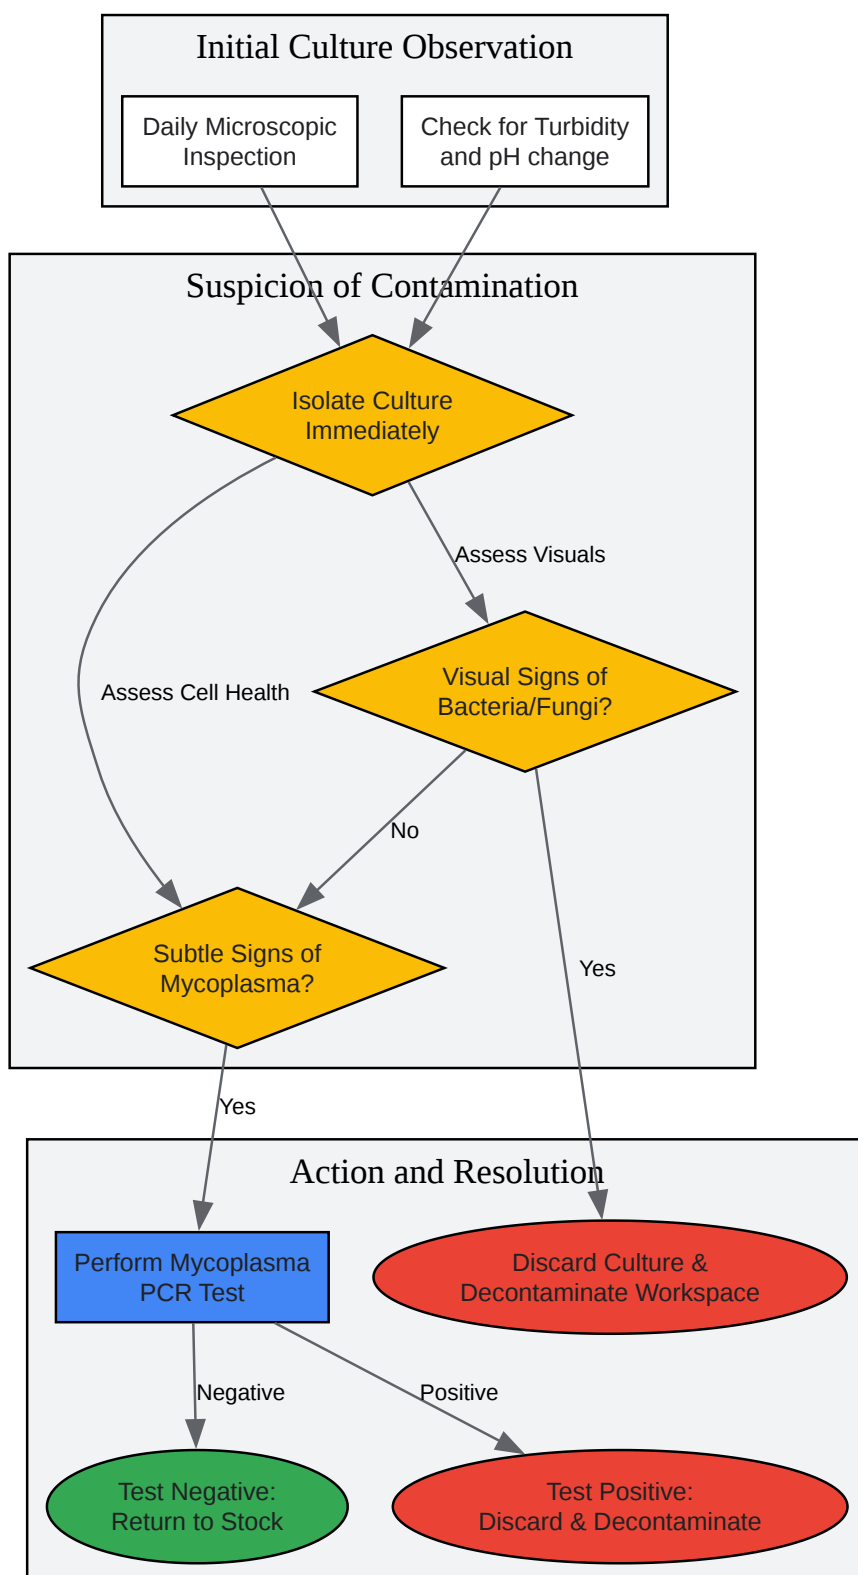 Initial Culture Observation
Daily Microscopic
Inspection
Check for Turbidity
and pH change
Suspicion of Contamination
Isolate Culture
Immediately
Assess Visuals
Assess Cell Health
Visual Signs of
Bacteria/Fungi?
No
Subtle Signs of
Mycoplasma?
Yes
Yes
Action and Resolution
Perform Mycoplasma
PCR Test
Discard Culture &
Decontaminate Workspace
Negative
Positive
Test Negative:
Return to Stock
Test Positive:
Discard & Decontaminate